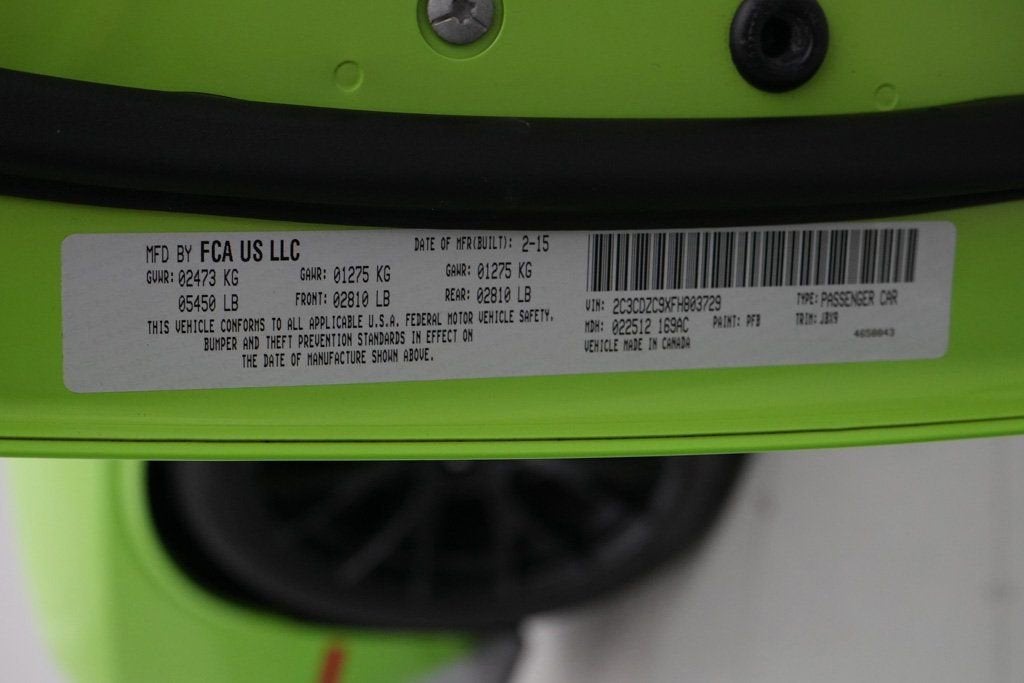 MFD BY FCA US LLC DATE OF MFR(BUILT): 2-15
GVWR: 02473 KG GAWR: 01275 KG GAWR: 01275 KG
05450 LB FRONT: 02810 LB REAR: 02810 LB
THIS VEHICLE CONFORMS TO ALL APPLICABLE U.S.A. FEDERAL MOTOR VEHICLE SAFETY,
BUMPER AND THEFT PREVENTION STANDARDS IN EFFECT ON
THE DATE OF MANUFACTURE SHOWN ABOVE.
VIN: 2C3CDZC9XFH803729 TYPE: PASSENGER CAR
MDH: 022512 169AC PAINT: PFB TRIM: JBX9
VEHICLE MADE IN CANADA 4658043